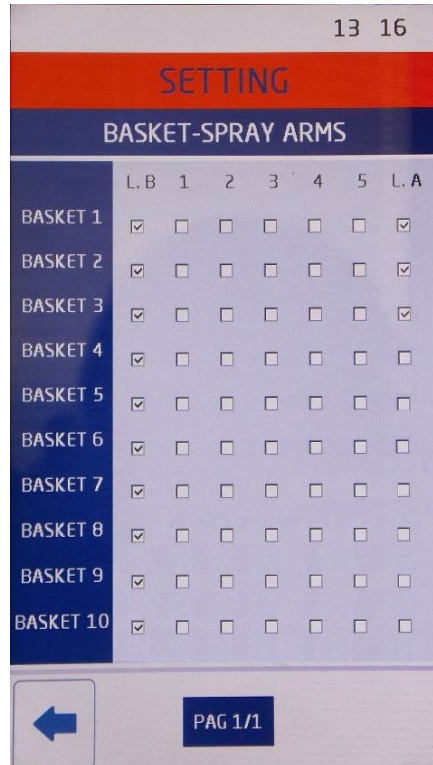 13 16
SETTING
BASKET-SPRAY ARMS
L. B 1 2 3 4 5 L. A
BASKET 1
BASKET 2
BASKET 3
BASKET 4
BASKET 5
BASKET 6
BASKET 7
BASKET 8
BASKET 9
BASKET 10
PAG 1/1